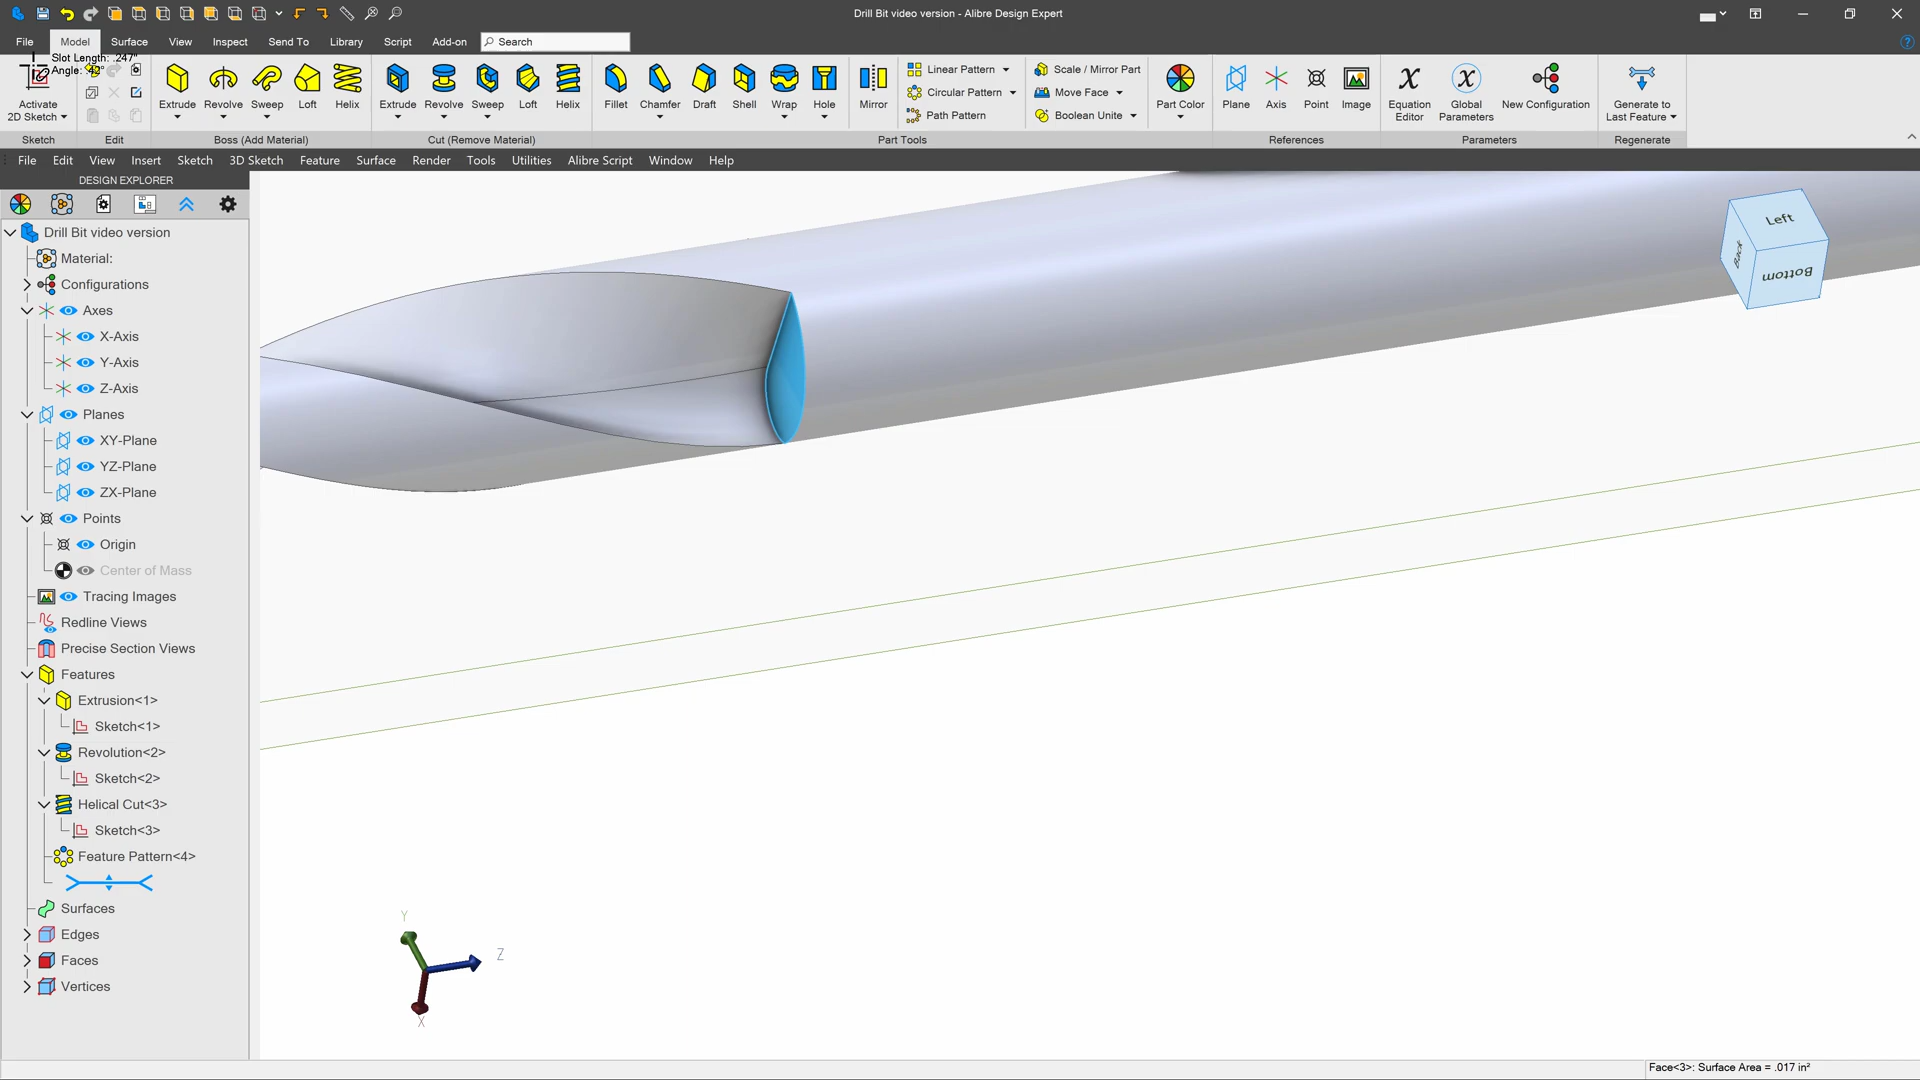 Drill Bit video version - Alibre Design Expert
File Model Surface View Inspect Send To Library Script Add-on Search
Slot Length: .247"
Angle: .42°
Activate
2D Sketch
Extrude Revolve Sweep Loft Helix
Extrude Revolve Sweep Loft Helix
Fillet Chamfer Draft Shell Wrap Hole Mirror
Linear Pattern
Circular Pattern
Path Pattern
Scale / Mirror Part
Move Face
Boolean Unite
Part Color
Plane Axis Point Image
Equation
Editor
Global
Parameters
New Configuration
Generate to
Last Feature
Sketch Edit Boss (Add Material) Cut (Remove Material) Part Tools References Parameters Regenerate
File Edit View Insert Sketch 3D Sketch Feature Surface Render Tools Utilities Alibre Script Window Help
DESIGN EXPLORER
Drill Bit video version
Material:
Configurations
Axes
X-Axis
Y-Axis
Z-Axis
Planes
XY-Plane
YZ-Plane
ZX-Plane
Points
Origin
Center of Mass
Tracing Images
Redline Views
Precise Section Views
Features
Extrusion<1>
Sketch<1>
Revolution<2>
Sketch<2>
Helical Cut<3>
Sketch<3>
Feature Pattern<4>
Surfaces
Edges
Faces
Vertices
Left
Back
Bottom
Y
Z
X
Face<3>: Surface Area = .017 in²